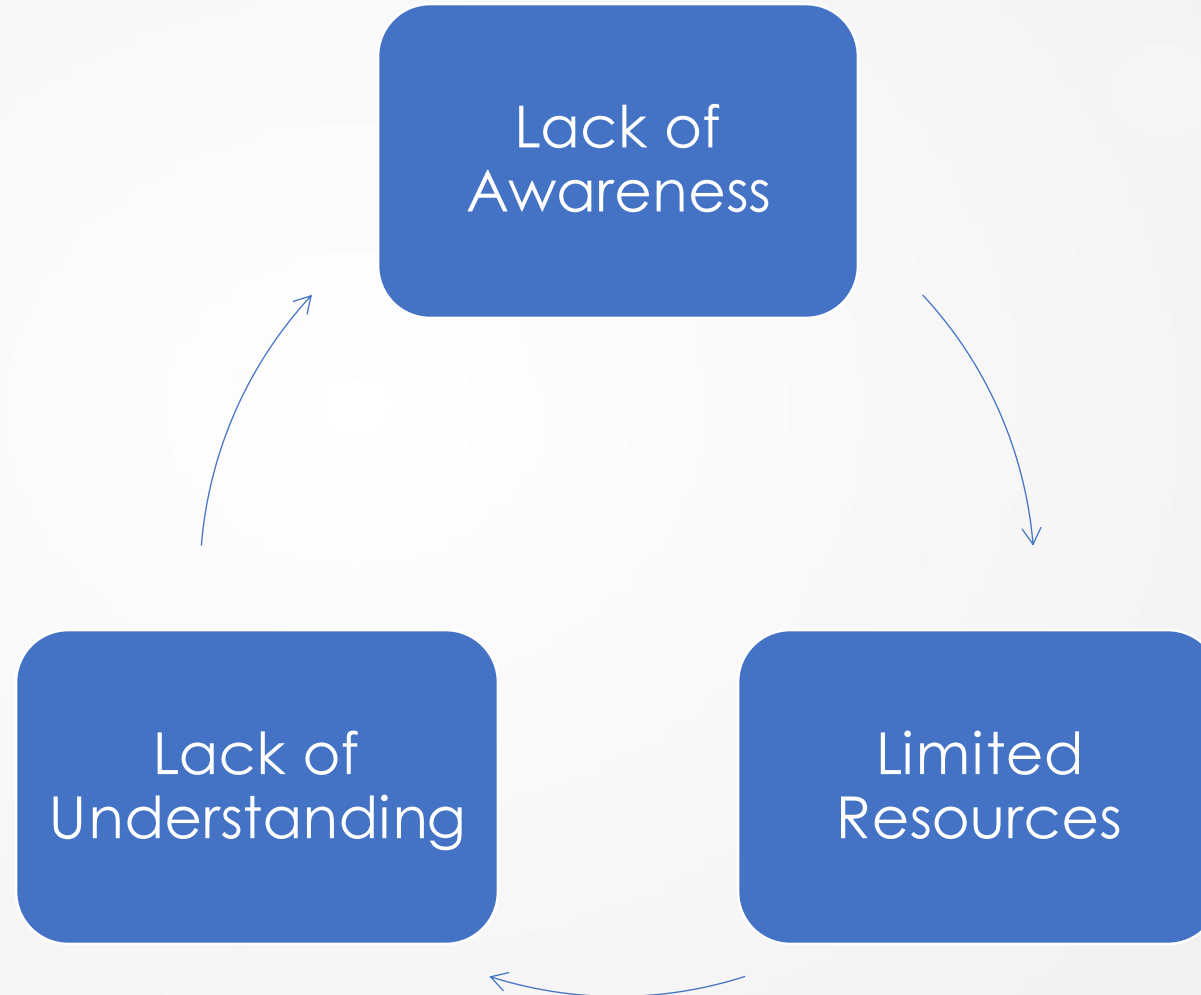 Lack of
Awareness
Limited
Resources
Lack of
Understanding